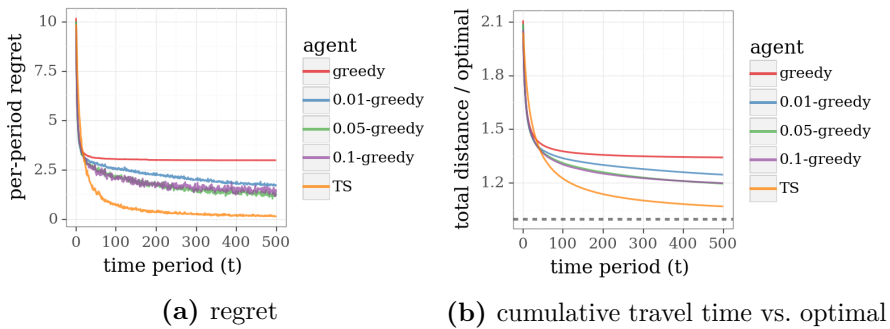 per-period regret
10
7.5
5
2.5
0
0 100 200 300 400 500
time period (t)
agent
greedy
0.01-greedy
0.05-greedy
0.1-greedy
TS
(a) regret
total distance / optimal
2.1
1.8
1.5
1.2
0 100 200 300 400 500
time period (t)
agent
greedy
0.01-greedy
0.05-greedy
0.1-greedy
TS
(b) cumulative travel time vs. optimal